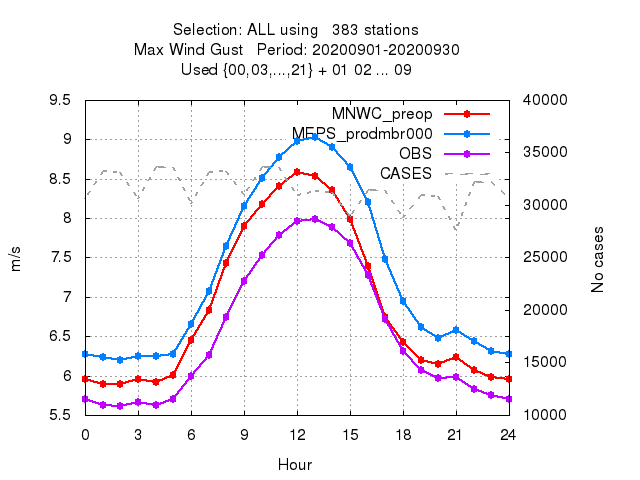 Selection: ALL using   383 stations
Max Wind Gust   Period: 20200901-20200930
Used {00,03,...,21} + 01 02 ... 09
MNWC_preop
MEPS_prodmbr000
OBS
CASES
9.5
9
8.5
8
7.5
7
6.5
6
5.5
40000
35000
30000
25000
20000
15000
10000
m/s
No cases
0 3 6 9 12 15 18 21 24
Hour